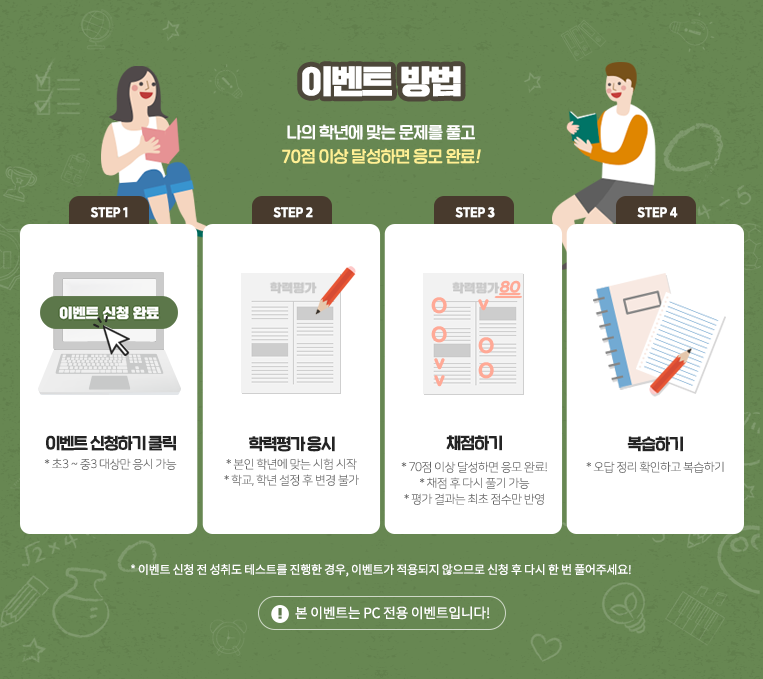 이벤트 방법
나의 학년에 맞는 문제를 풀고
70점 이상 달성하면 응모 완료!
STEP 1
이벤트 신청 완료
이벤트 신청하기 클릭
* 초3 ~ 중3 대상만 응시 가능
STEP 2
학력평가
학력평가 응시
* 본인 학년에 맞는 시험 시작
* 학교, 학년 설정 후 변경 불가
STEP 3
학력평가 80
채점하기
* 70점 이상 달성하면 응모 완료!
* 채점 후 다시 풀기 가능
* 평가 결과는 최초 점수만 반영
STEP 4
복습하기
* 오답 정리 확인하고 복습하기
4 - 5
√2 × 4
* 이벤트 신청 전 성취도 테스트를 진행한 경우, 이벤트가 적용되지 않으므로 신청 후 다시 한 번 풀어주세요!
! 본 이벤트는 PC 전용 이벤트입니다!